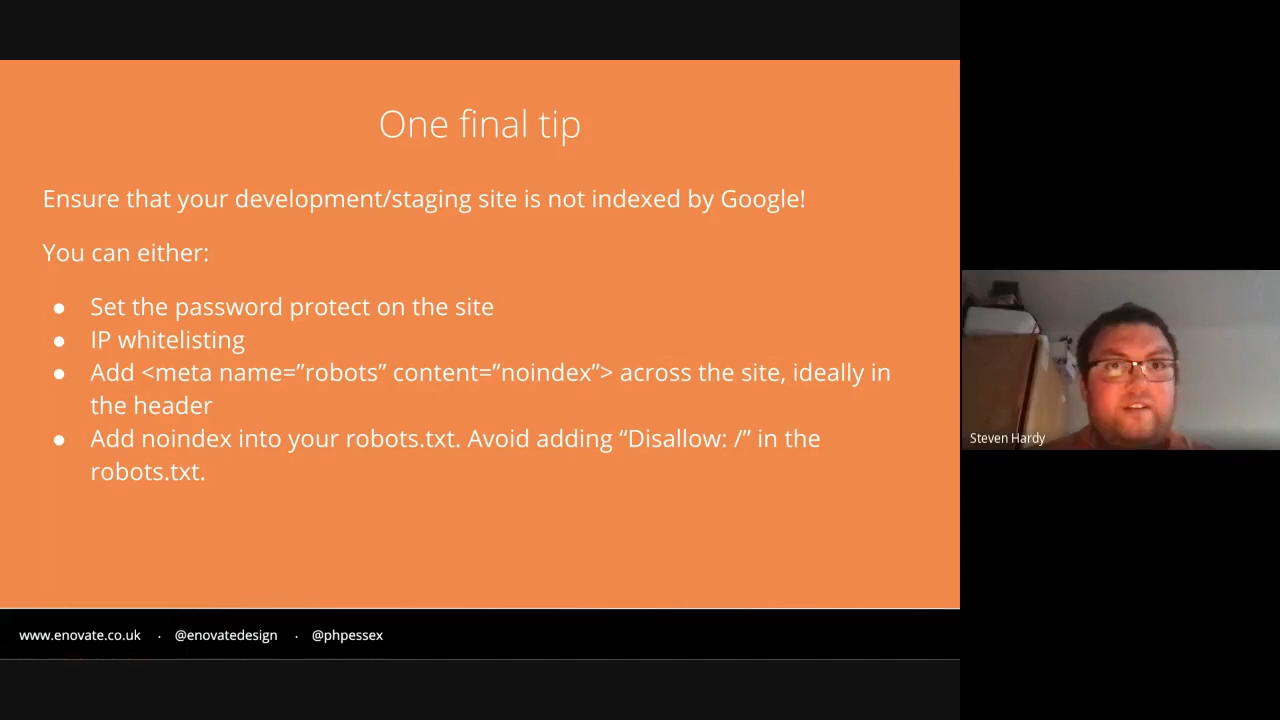 One final tip
Ensure that your development/staging site is not indexed by Google!
You can either:
● Set the password protect on the site
● IP whitelisting
● Add <meta name=”robots” content=”noindex”> across the site, ideally in
the header
● Add noindex into your robots.txt. Avoid adding “Disallow: /” in the
robots.txt.
Steven Hardy
www.enovate.co.uk · @enovatedesign · @phpessex